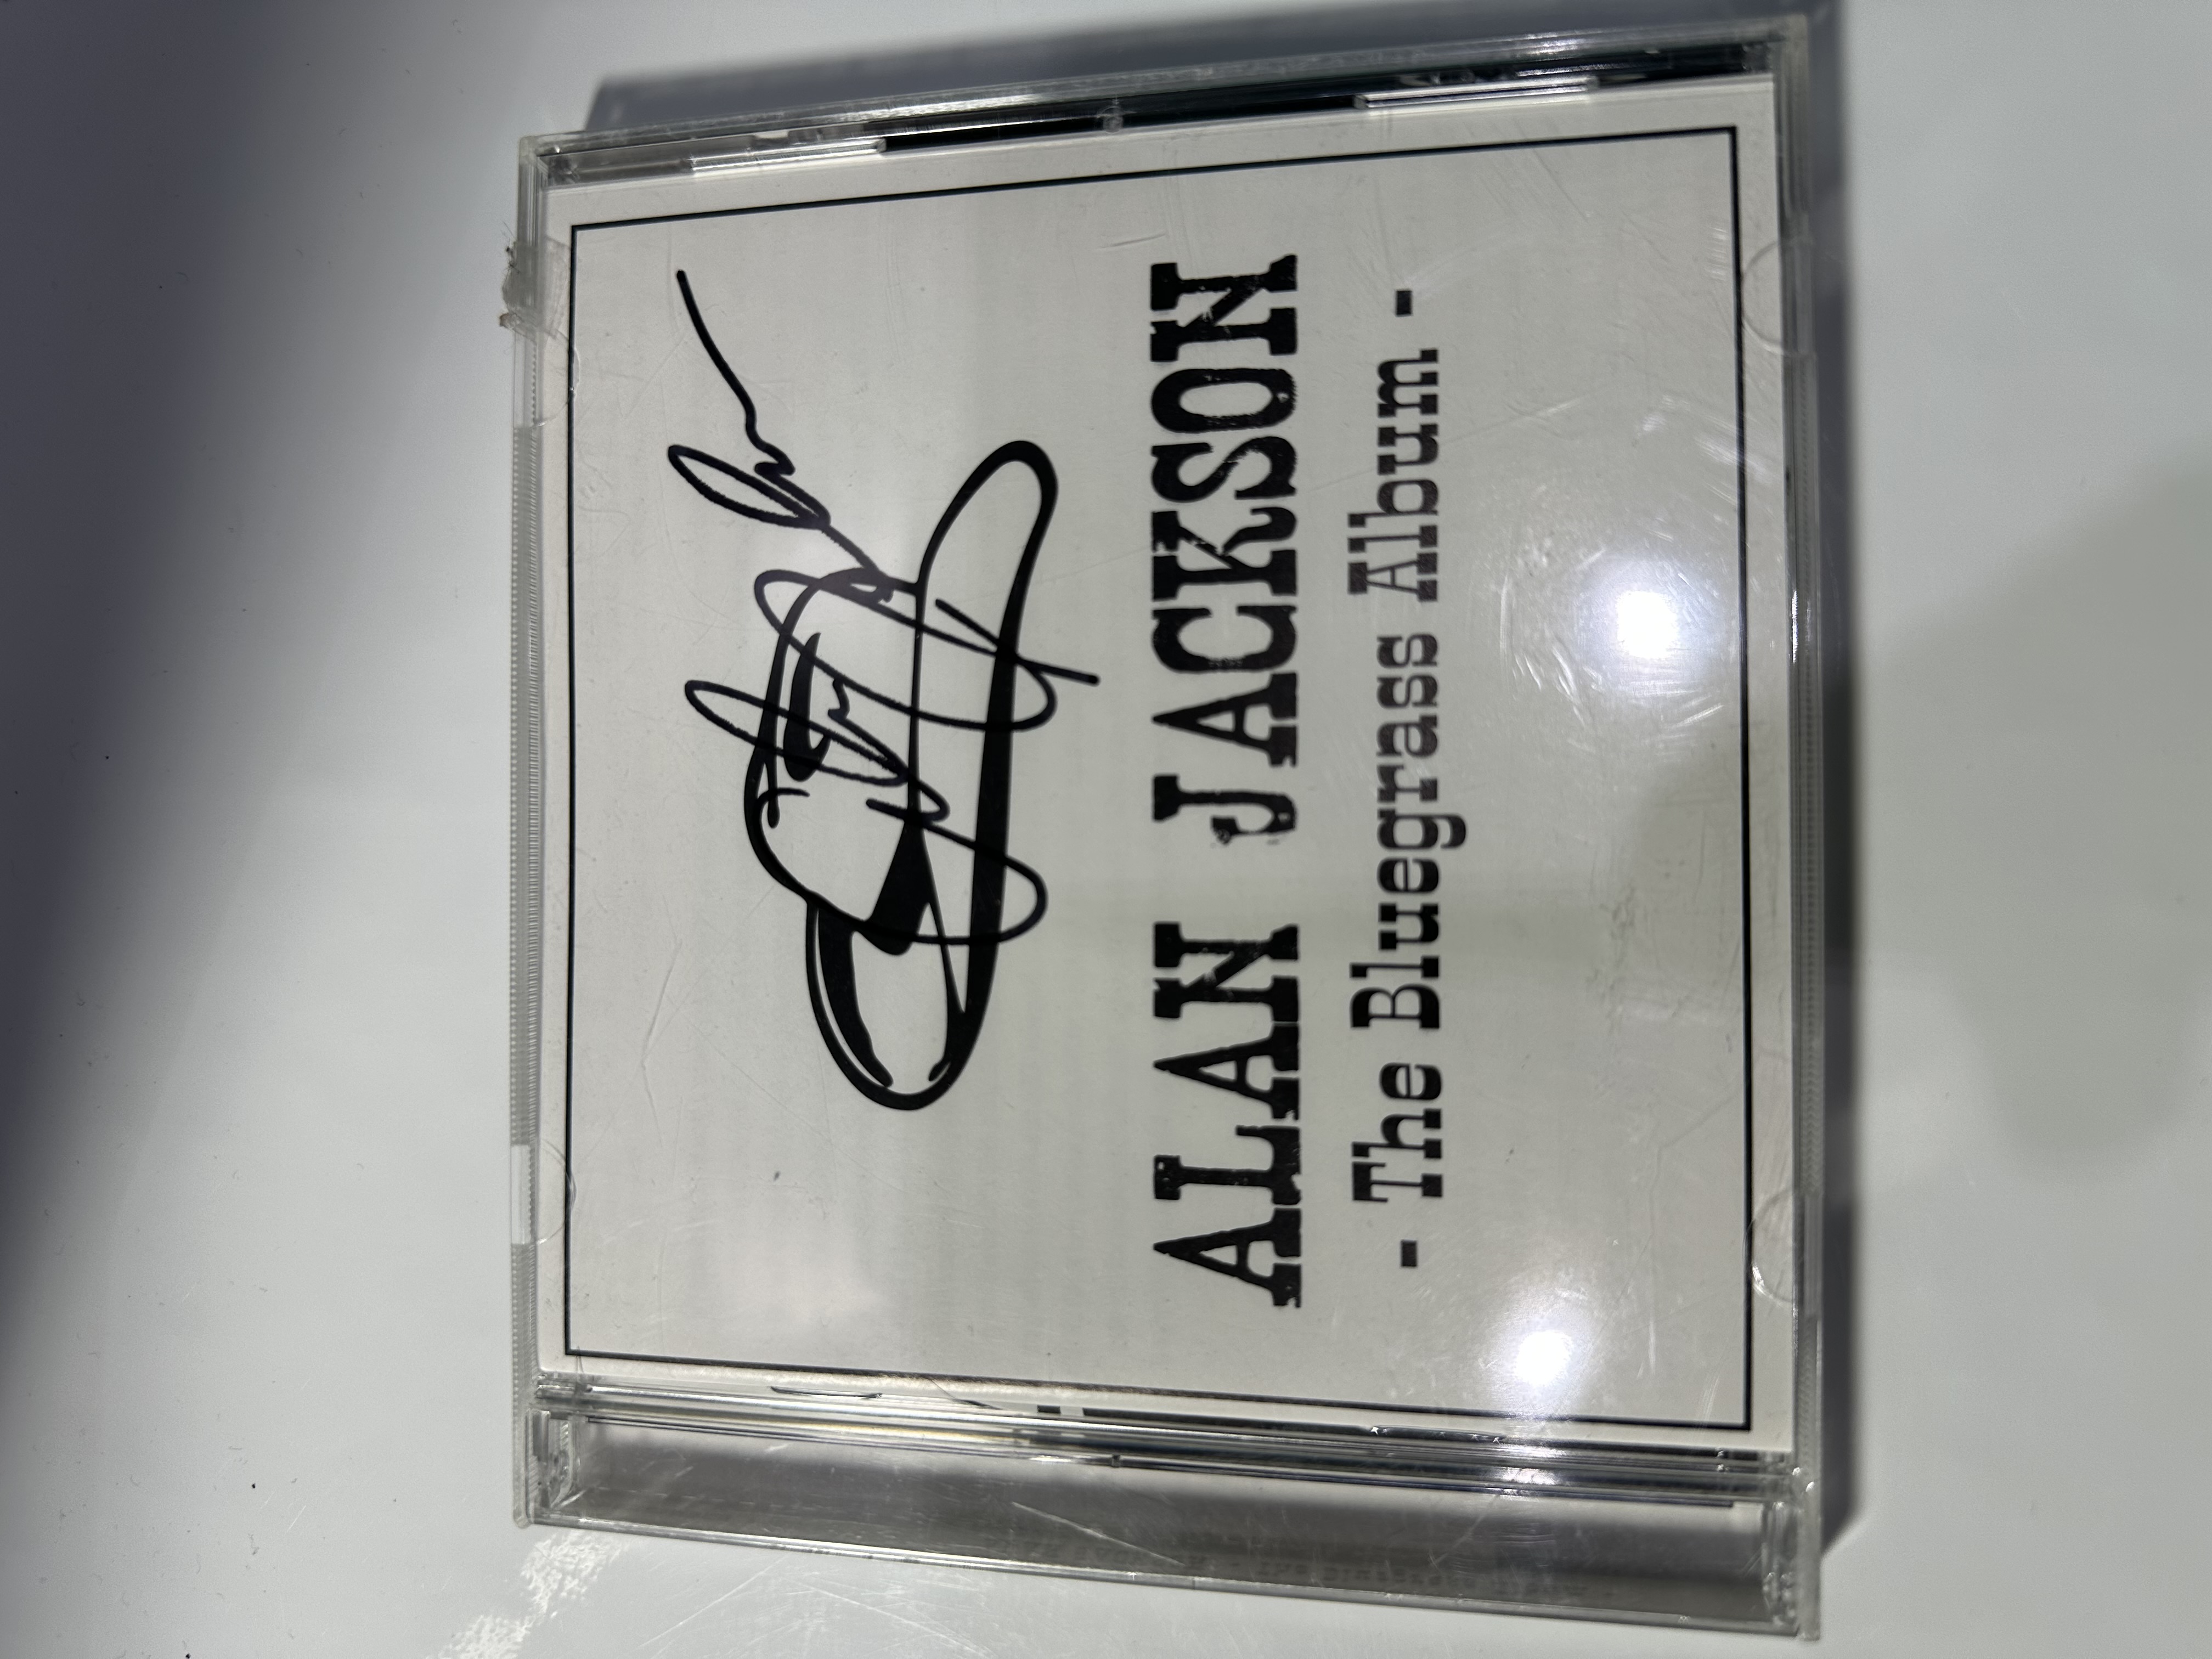 ALAN JACKSON
- The Bluegrass Album -